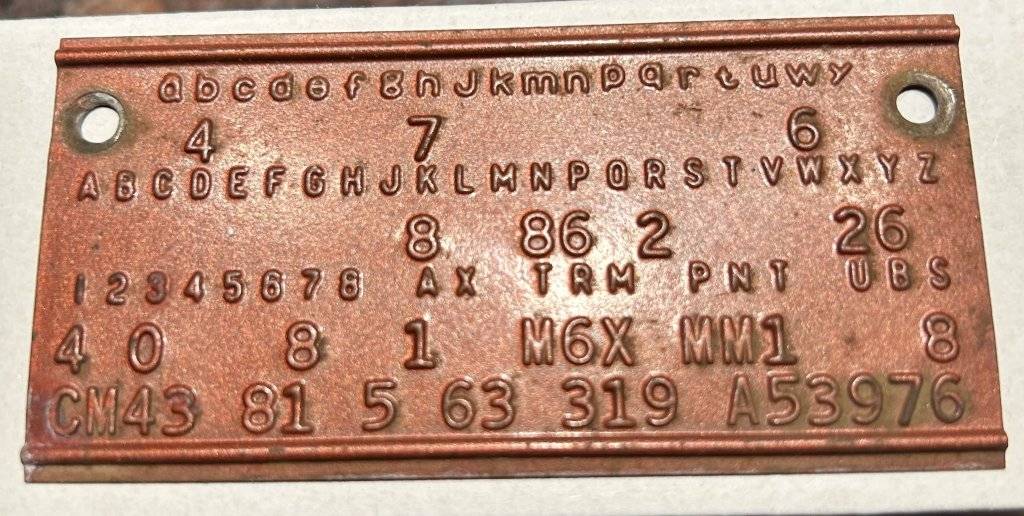 abcdefghJkmnpqrtuwy
4 7 6
ABCDEFGHJKLMNPQRSTVWXYZ
8 86 2 26
12345678 AX TRM PNT UBS
4 0 8 1 M6X MM1 8
CM43 81 5 63 319 A53976